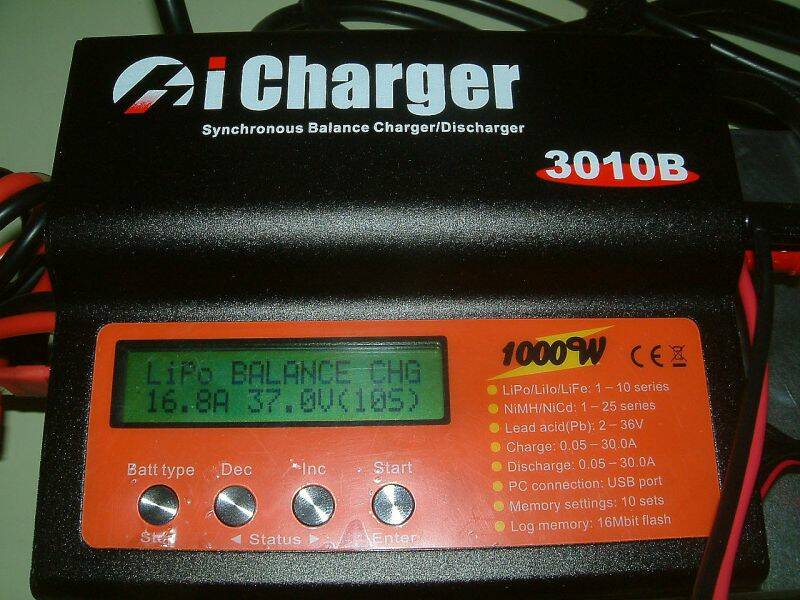 iCharger
Synchronous Balance Charger/Discharger
3010B
1000W
CE
LiPo BALANCE CHG
16.8A 37.0V(10S)
LiPo/LiIo/LiFe: 1 – 10 series
NiMH/NiCd: 1 – 25 series
Lead acid(Pb): 2 – 36V
Charge: 0.05 – 30.0A
Discharge: 0.05 – 30.0A
PC connection: USB port
Memory settings: 10 sets
Log memory: 16Mbit flash
Batt type Dec Inc Start
◄ Status ► Enter